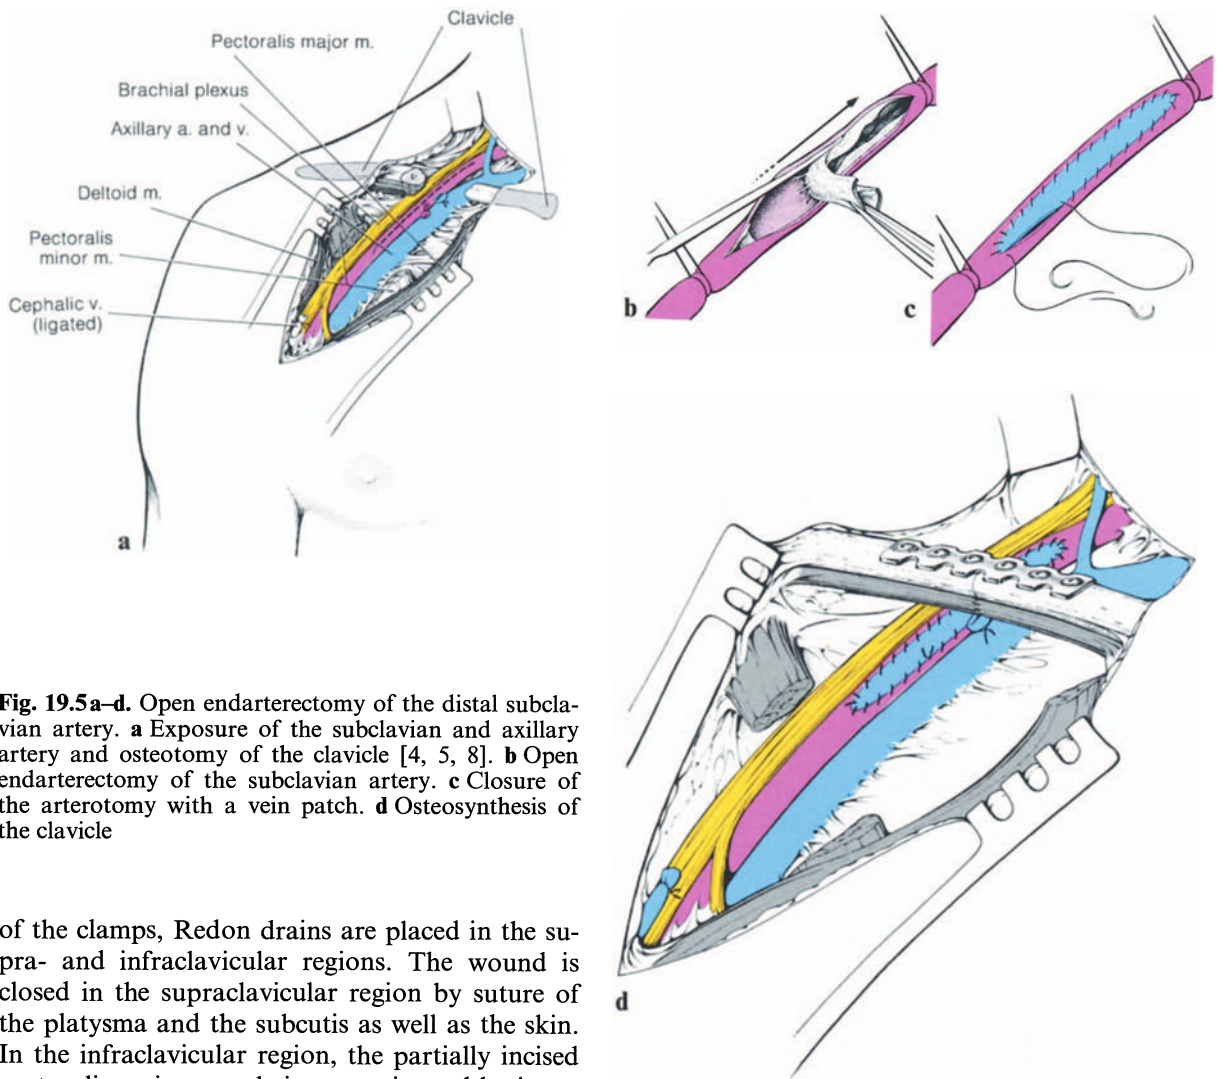 Clavicle
Pectoralis major m.
Brachial plexus
Axillary a. and v.
Deltoid m.
Pectoralis
minor m.
Cephalic v.
(ligated)
a
b
c
d
Fig. 19.5a–d. Open endarterectomy of the distal subcla-
vian artery. a Exposure of the subclavian and axillary
artery and osteotomy of the clavicle [4, 5, 8]. b Open
endarterectomy of the subclavian artery. c Closure of
the arterotomy with a vein patch. d Osteosynthesis of
the clavicle
of the clamps, Redon drains are placed in the su-
pra- and infraclavicular regions. The wound is
closed in the supraclavicular region by suture of
the platysma and the subcutis as well as the skin.
In the infraclavicular region, the partially incised